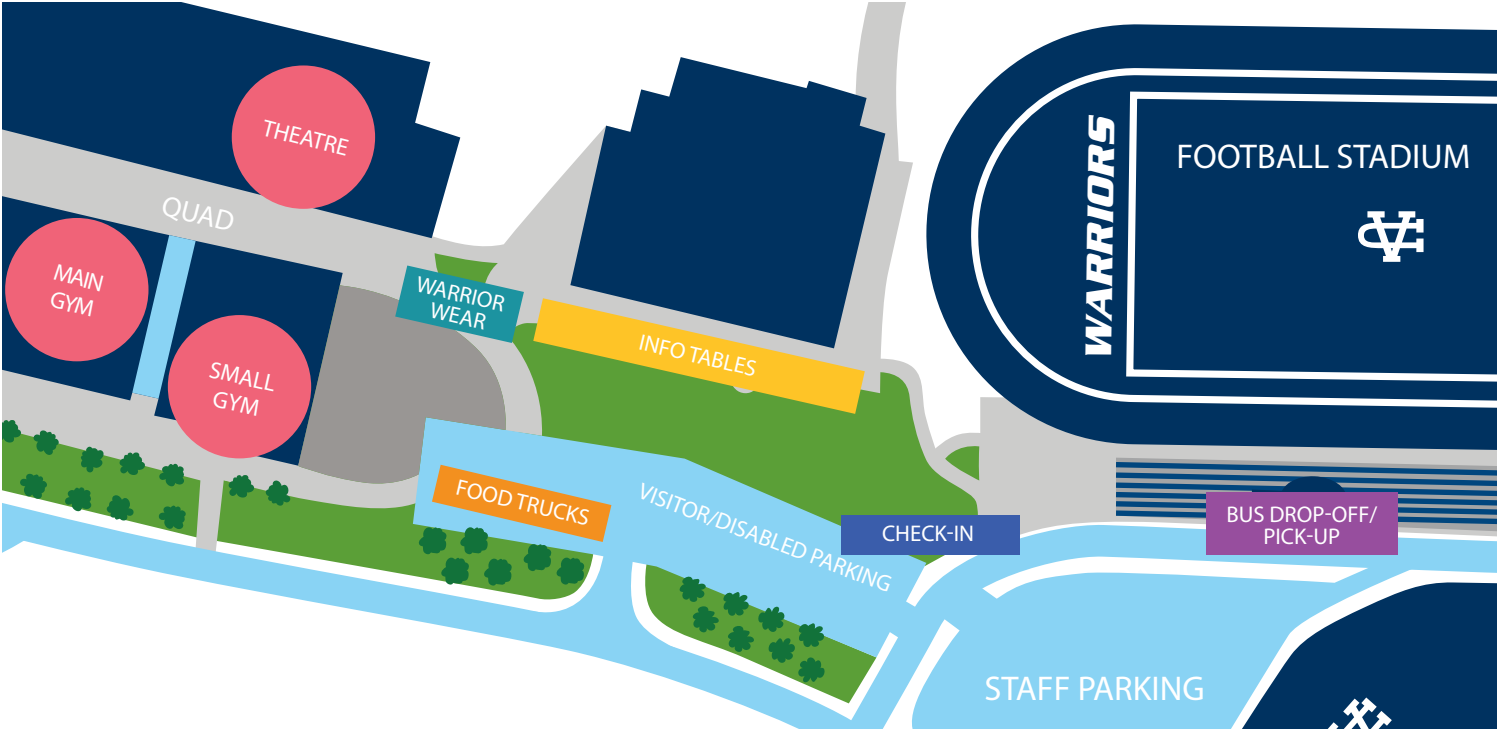 THEATRE
FOOTBALL STADIUM
WARRIORS
QUAD
VC
MAIN
GYM
WARRIOR
WEAR
INFO TABLES
SMALL
GYM
FOOD TRUCKS
VISITOR/DISABLED PARKING
CHECK-IN
BUS DROP-OFF/
PICK-UP
STAFF PARKING